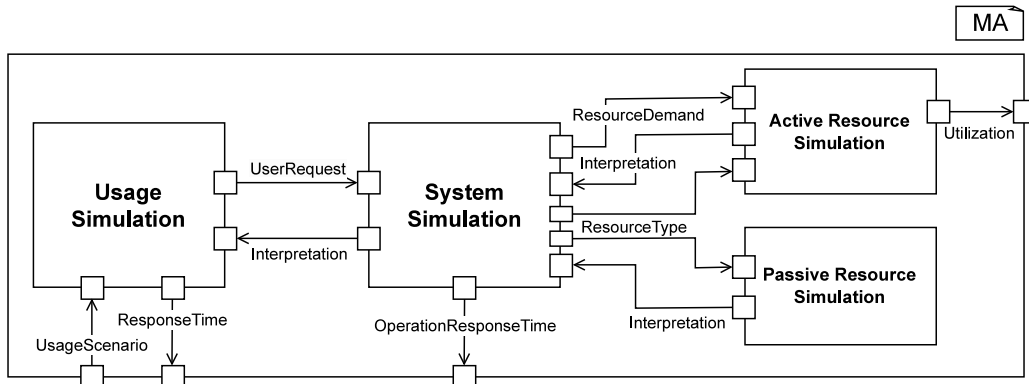 MA
Usage
Simulation
UserRequest
Interpretation
UsageScenario
ResponseTime
System
Simulation
OperationResponseTime
ResourceDemand
Interpretation
ResourceType
Interpretation
Active Resource
Simulation
Utilization
Passive Resource
Simulation